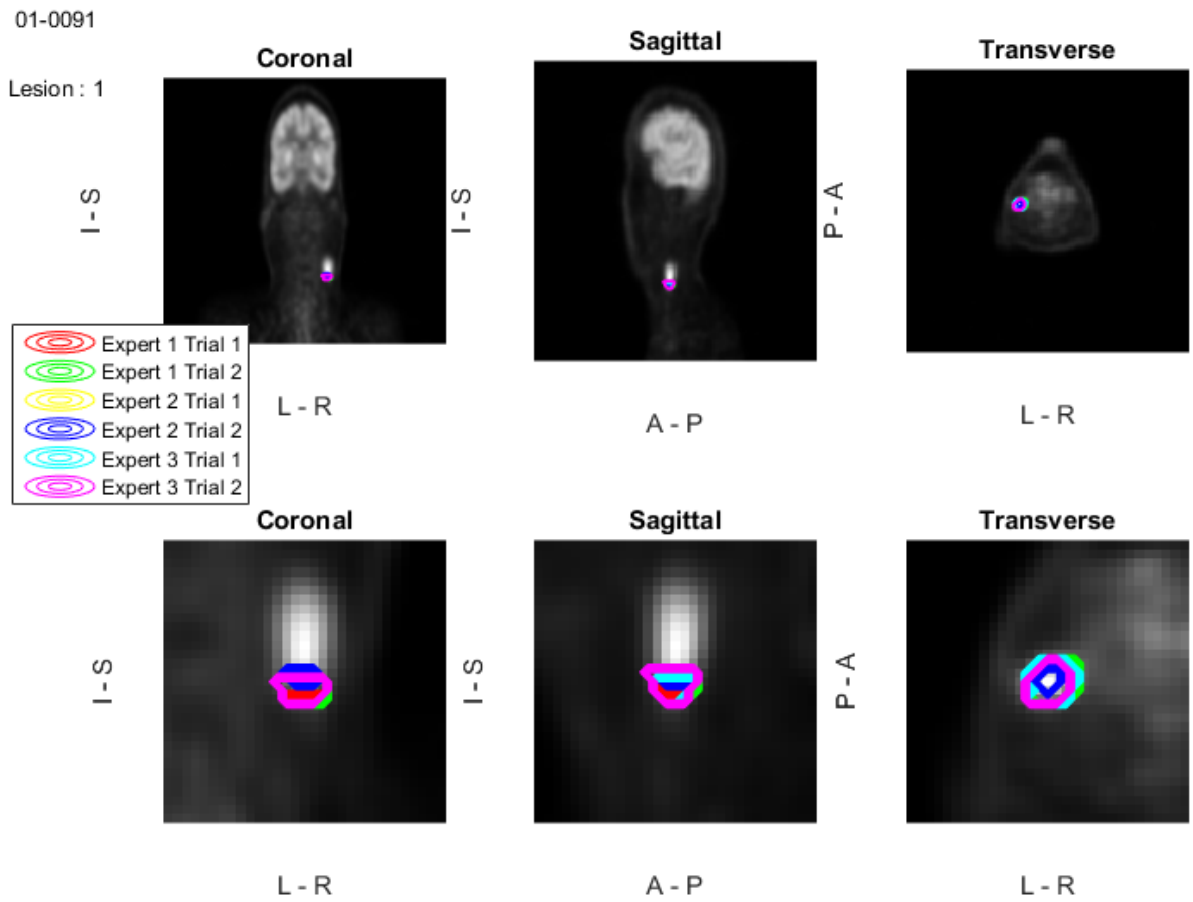 01-0091
Lesion : 1
Coronal
Sagittal
Transverse
I - S
I - S
P - A
L - R
A - P
L - R
Expert 1 Trial 1
Expert 1 Trial 2
Expert 2 Trial 1
Expert 2 Trial 2
Expert 3 Trial 1
Expert 3 Trial 2
Coronal
Sagittal
Transverse
I - S
I - S
P - A
L - R
A - P
L - R